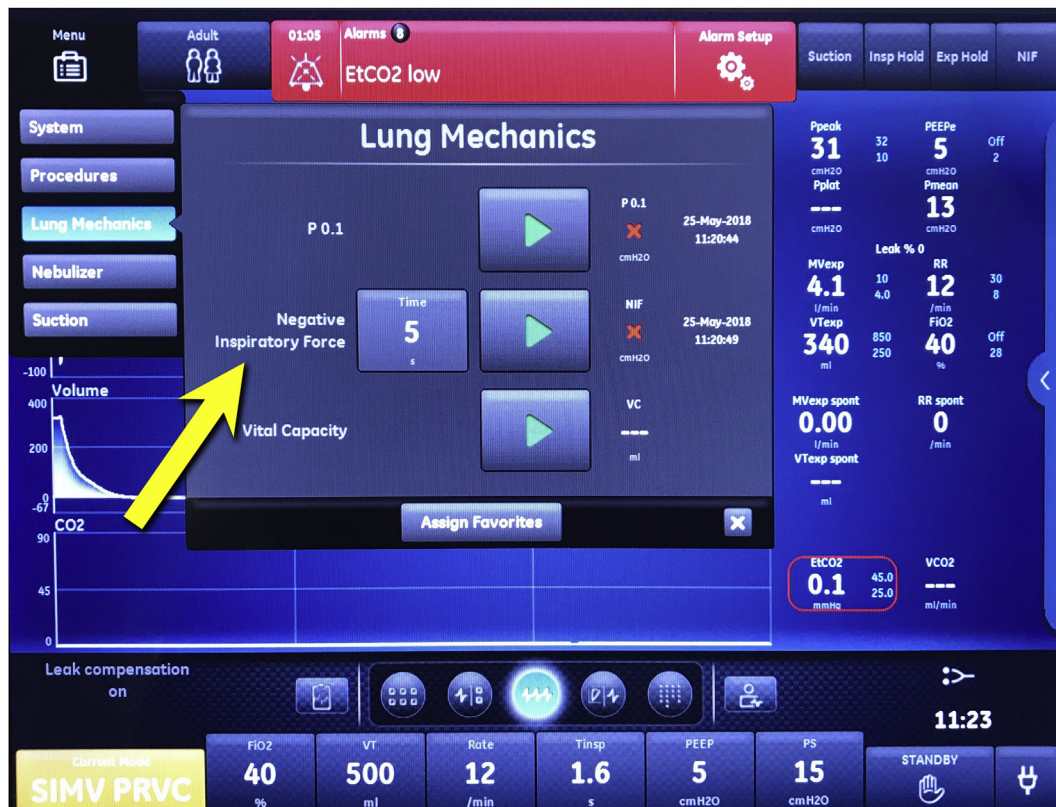 Menu
Adult
01:05
Alarms 8
EtCO2 low
Alarm Setup
Suction
Insp Hold
Exp Hold
NIF
System
Procedures
Lung Mechanics
Nebulizer
Suction
Lung Mechanics
P 0.1
P 0.1
cmH2O
25-May-2018
11:20:44
Negative
Inspiratory Force
Time
5
s
NIF
cmH2O
25-May-2018
11:20:49
Vital Capacity
VC
---
ml
Assign Favorites
Ppeak
31
cmH2O
32
10
PEEPe
5
cmH2O
Off
2
Pplat
---
cmH2O
Pmean
13
cmH2O
Leak % 0
MVexp
4.1
l/min
10
4.0
RR
12
/min
30
8
VTexp
340
ml
850
250
FiO2
40
%
Off
28
MVexp spont
0.00
l/min
RR spont
0
/min
VTexp spont
---
ml
EtCO2
0.1
mmHg
45.0
25.0
VCO2
---
ml/min
-100
Volume
400
200
0
-67
CO2
90
45
0
Leak compensation
on
11:23
Current Mode
SIMV PRVC
FiO2
40
%
VT
500
ml
Rate
12
/min
Tinsp
1.6
s
PEEP
5
cmH2O
PS
15
cmH2O
STANDBY